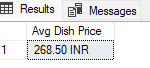 Results Messages
Avg Dish Price
1 268.50 INR